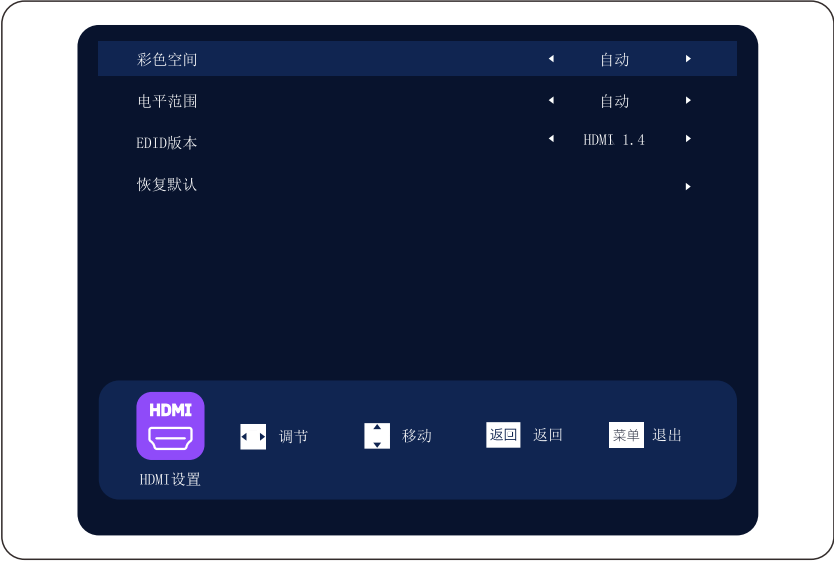 彩色空间 自动
电平范围 自动
EDID版本 HDMI 1.4
恢复默认
HDMI
调节 移动 返回 返回 菜单 退出
HDMI设置